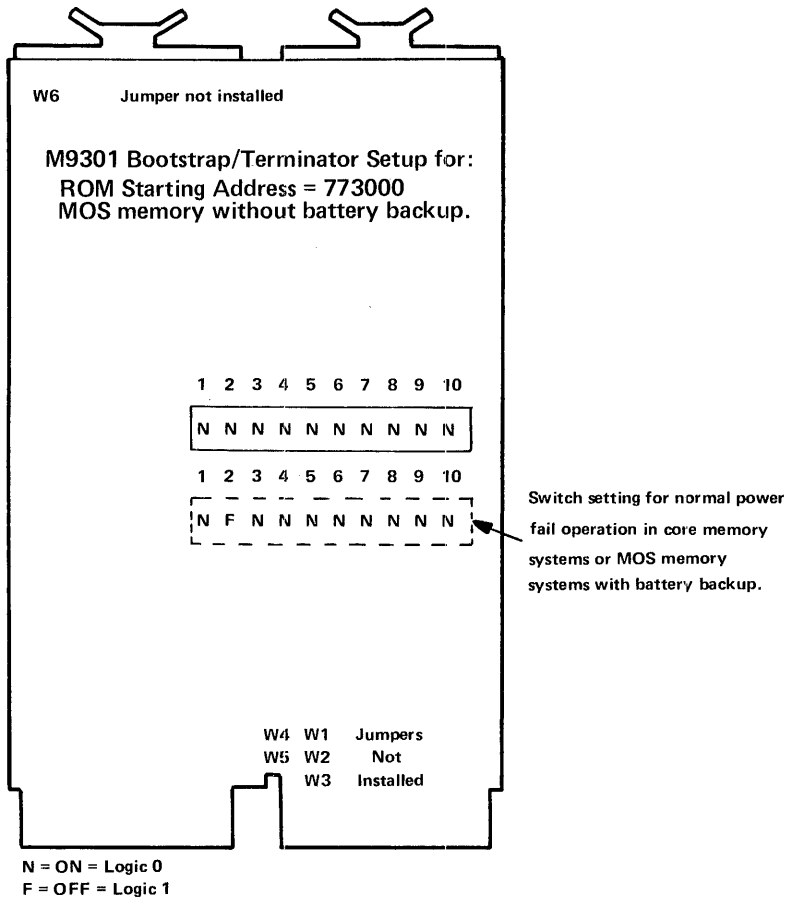 W6 Jumper not installed
M9301 Bootstrap/Terminator Setup for:
ROM Starting Address = 773000
MOS memory without battery backup.
1 2 3 4 5 6 7 8 9 10
N N N N N N N N N N
1 2 3 4 5 6 7 8 9 10
N F N N N N N N N N
Switch setting for normal power
fail operation in core memory
systems or MOS memory
systems with battery backup.
W4 W1 Jumpers
W5 W2 Not
W3 Installed
N = ON = Logic 0
F = OFF = Logic 1